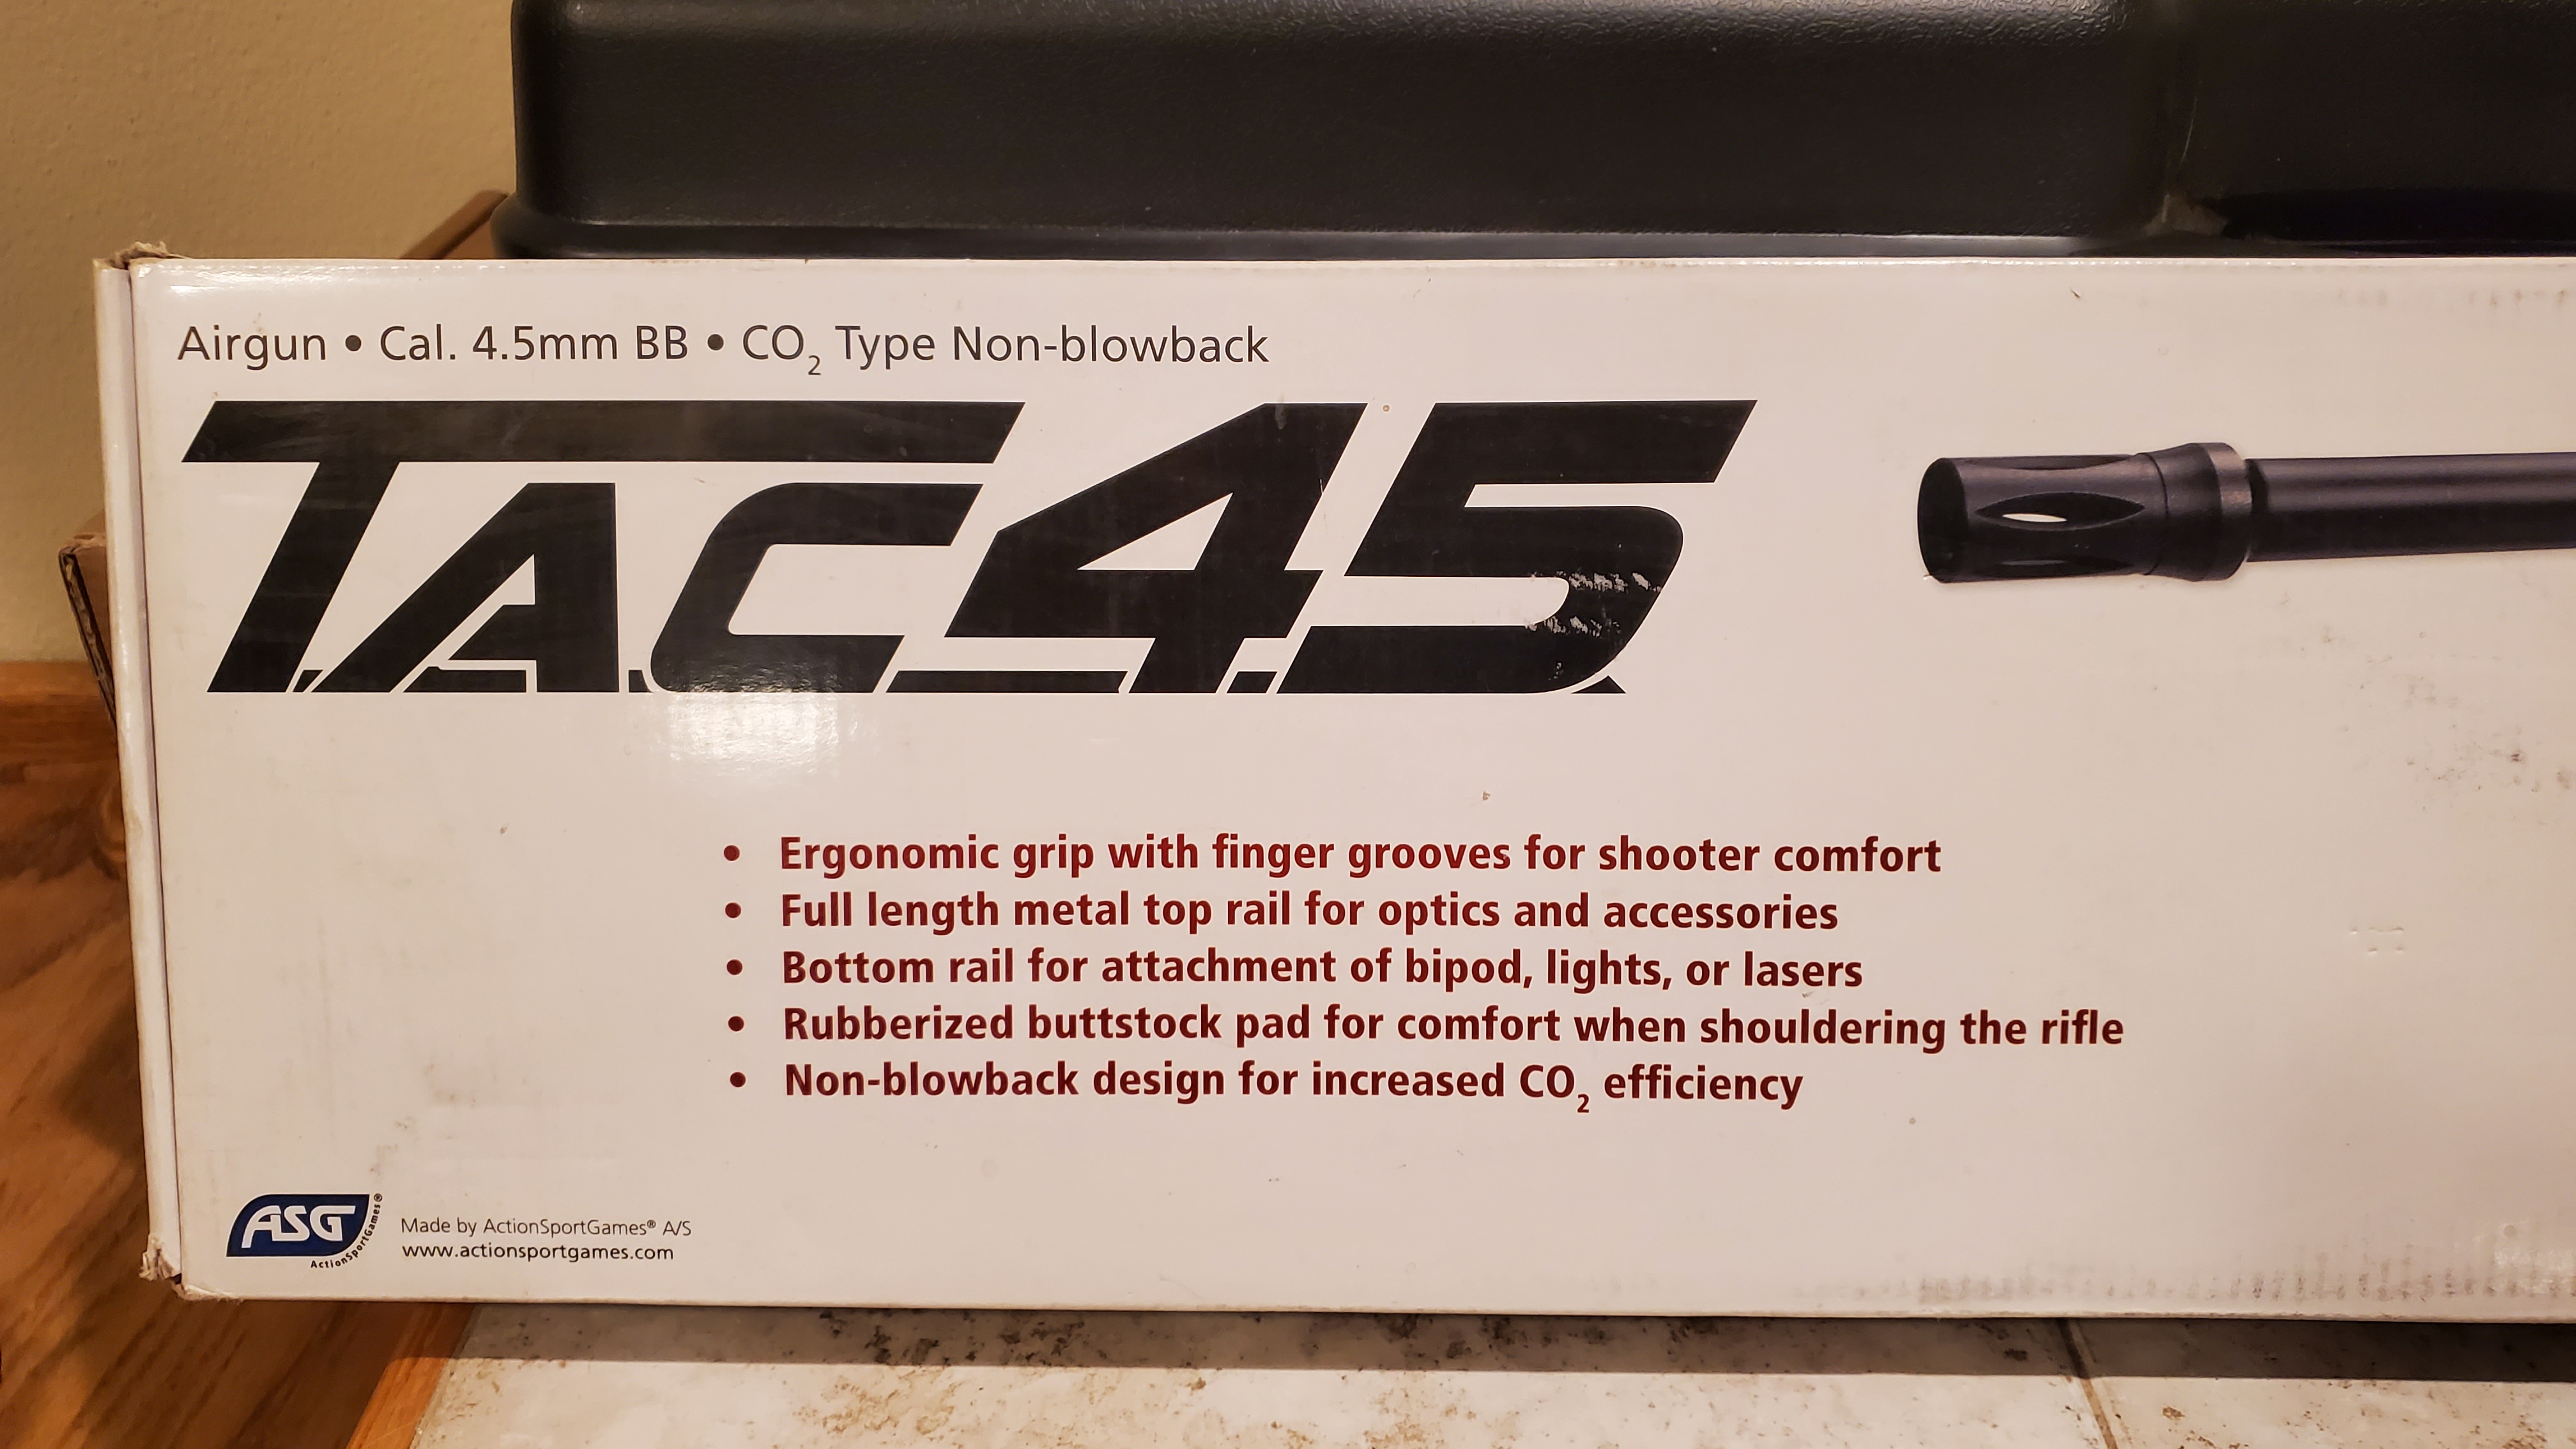 Airgun • Cal. 4.5mm BB • CO₂ Type Non-blowback
TAC4.5
• Ergonomic grip with finger grooves for shooter comfort
• Full length metal top rail for optics and accessories
• Bottom rail for attachment of bipod, lights, or lasers
• Rubberized buttstock pad for comfort when shouldering the rifle
• Non-blowback design for increased CO₂ efficiency
ASG
ActionSportGames®
Made by ActionSportGames® A/S
www.actionsportgames.com